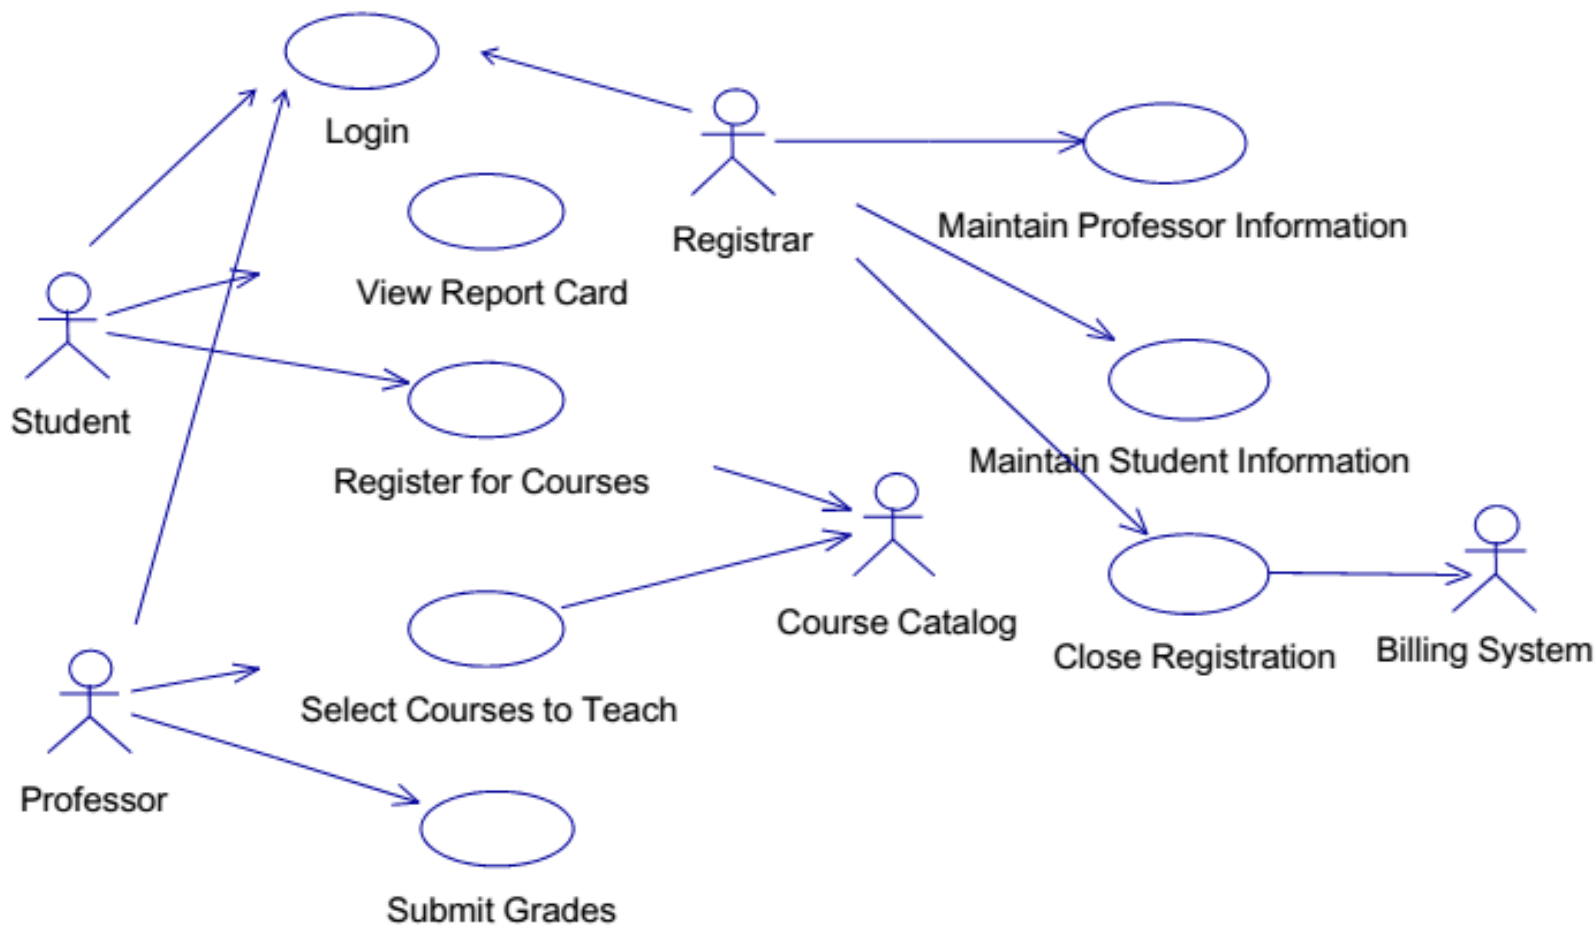 Login
Registrar
Maintain Professor Information
View Report Card
Student
Register for Courses
Maintain Student Information
Course Catalog
Close Registration
Billing System
Select Courses to Teach
Professor
Submit Grades